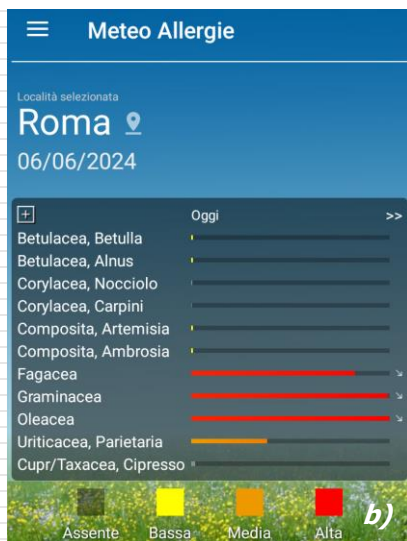 Meteo Allergie
Località selezionata
Roma
06/06/2024
Oggi >>
Betulacea, Betulla
Betulacea, Alnus
Corylacea, Nocciolo
Corylacea, Carpini
Composita, Artemisia
Composita, Ambrosia
Fagacea
Graminacea
Oleacea
Uriticacea, Parietaria
Cupr/Taxacea, Cipresso
Assente Bassa Media Alta
b)